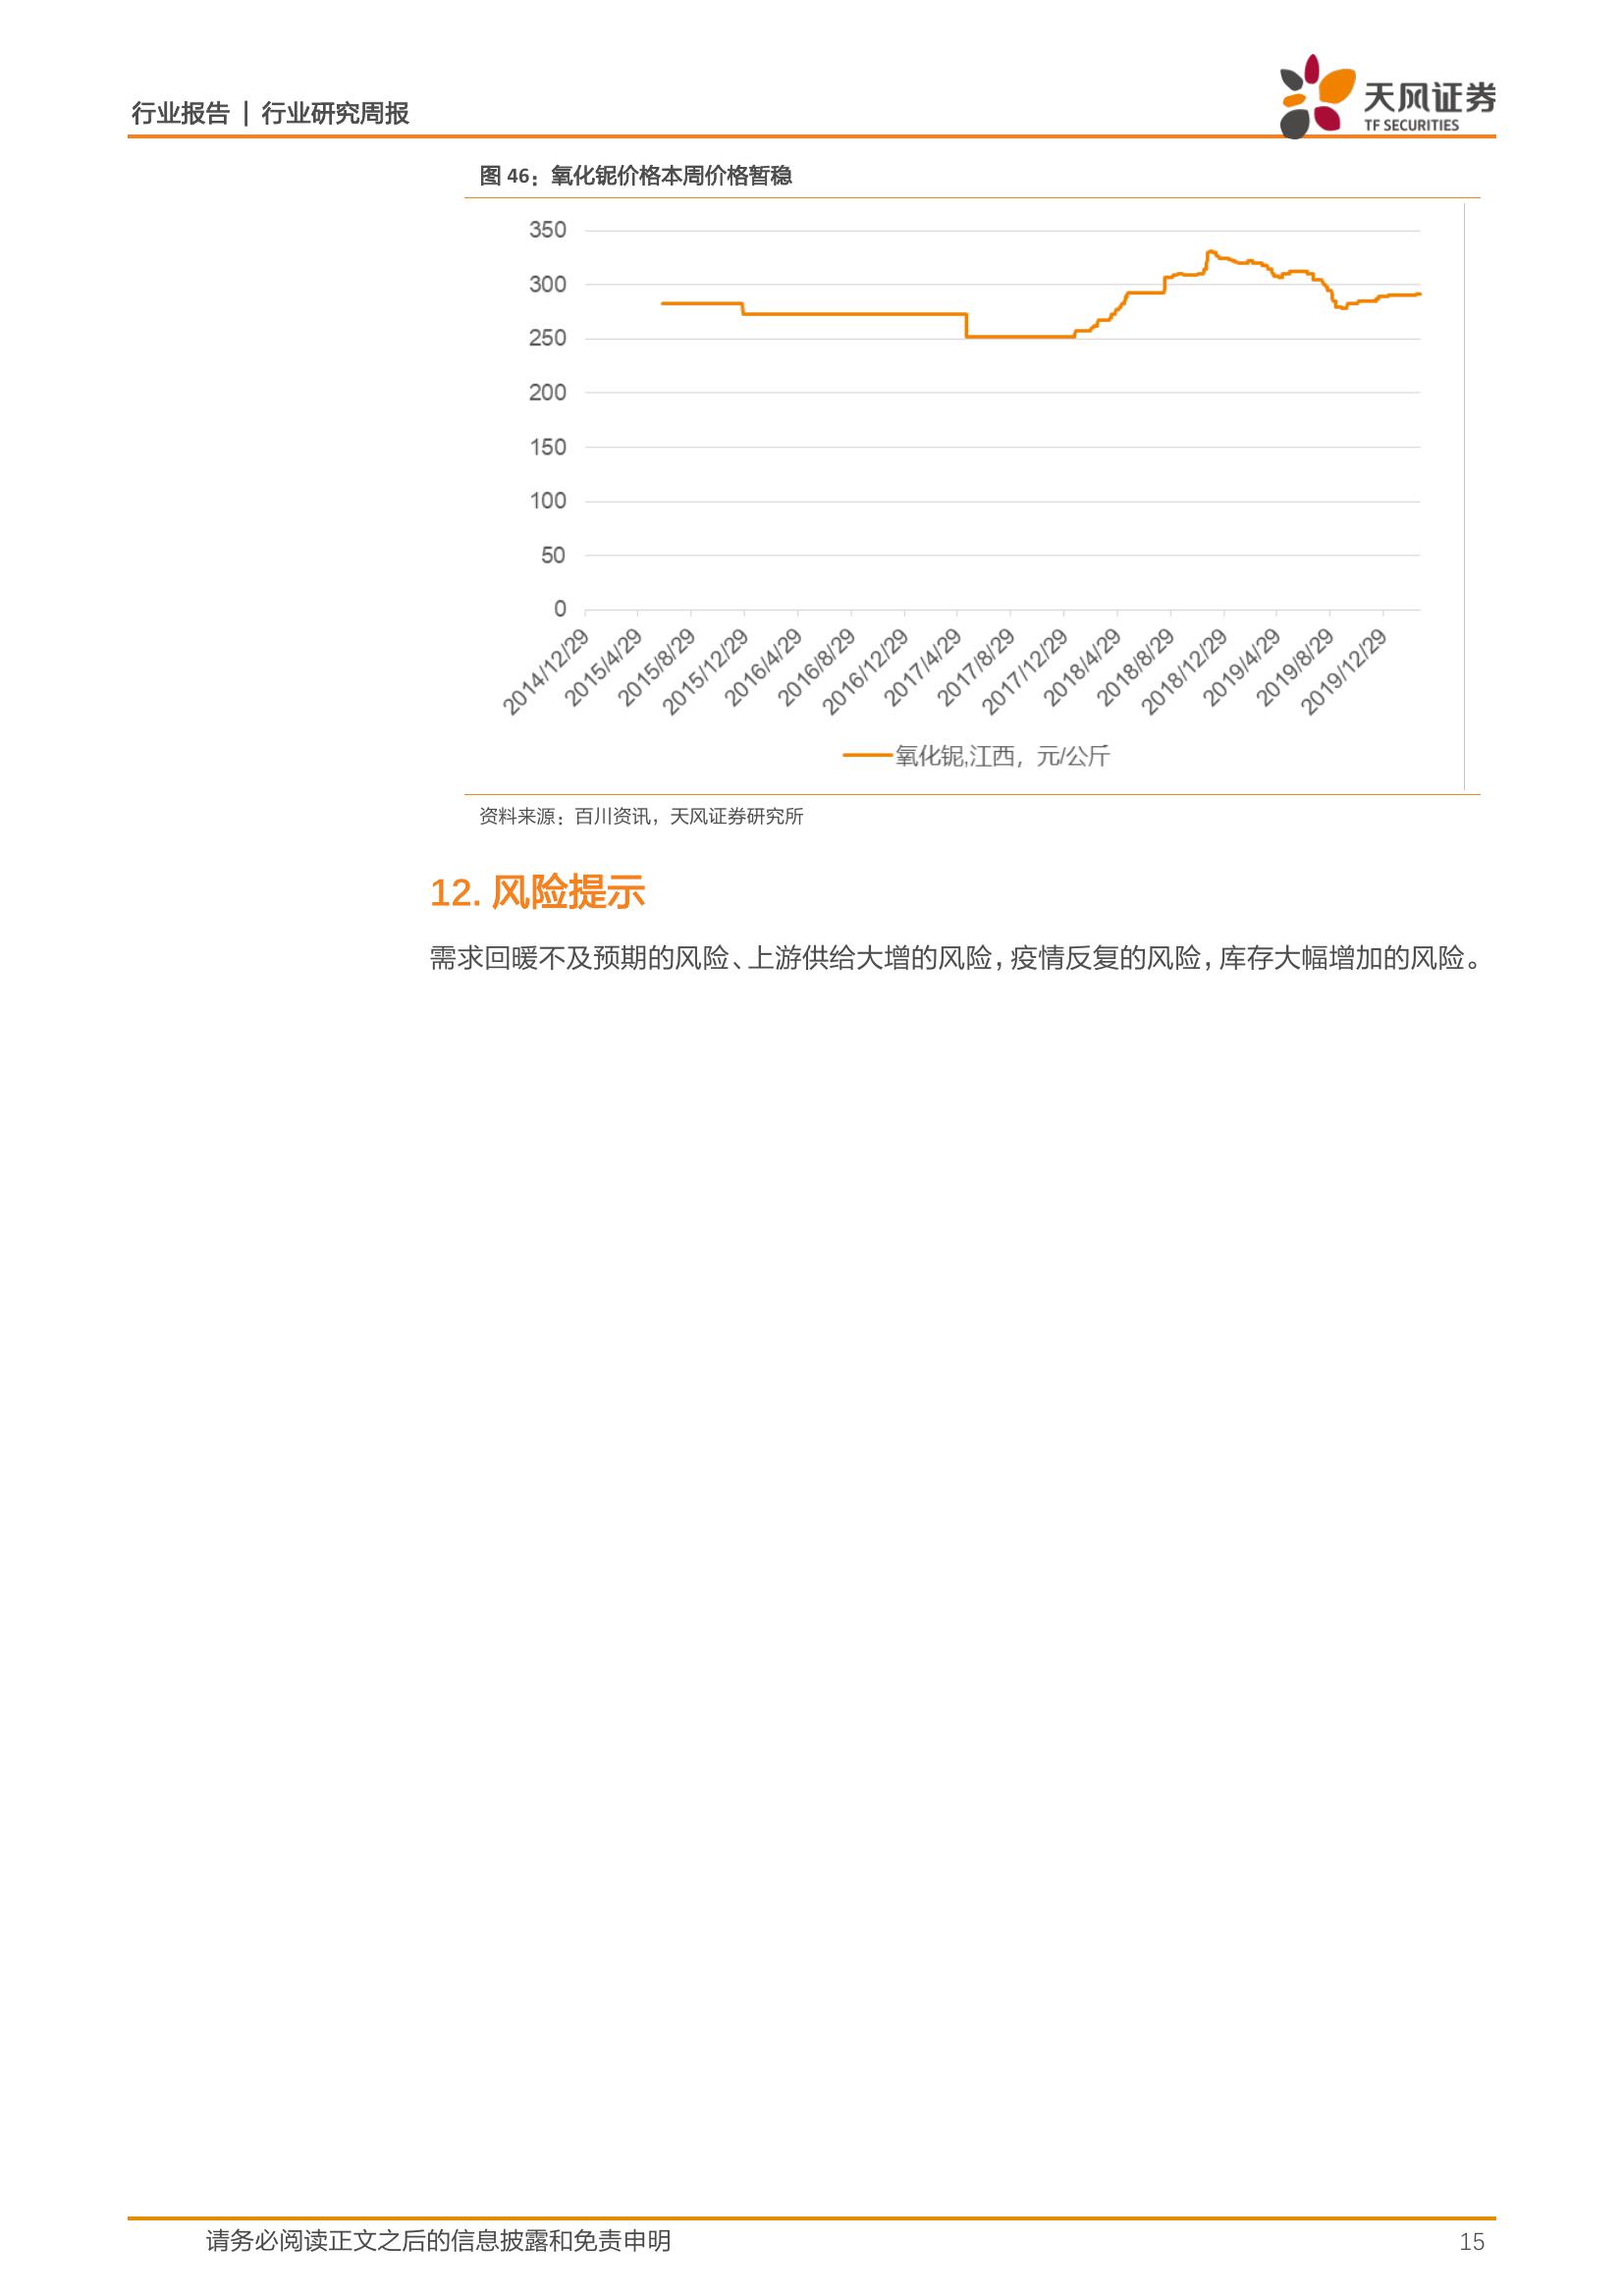 行业报告 | 行业研究周报
天风证券
TF SECURITIES
图 46：氧化铌价格本周价格暂稳
350
300
250
200
150
100
50
0
2014/12/29
2015/4/29
2015/8/29
2015/12/29
2016/4/29
2016/8/29
2016/12/29
2017/4/29
2017/8/29
2017/12/29
2018/4/29
2018/8/29
2018/12/29
2019/4/29
2019/8/29
2019/12/29
氧化铌,江西，元/公斤
资料来源：百川资讯，天风证券研究所
12. 风险提示
需求回暖不及预期的风险、上游供给大增的风险，疫情反复的风险，库存大幅增加的风险。
请务必阅读正文之后的信息披露和免责申明
15